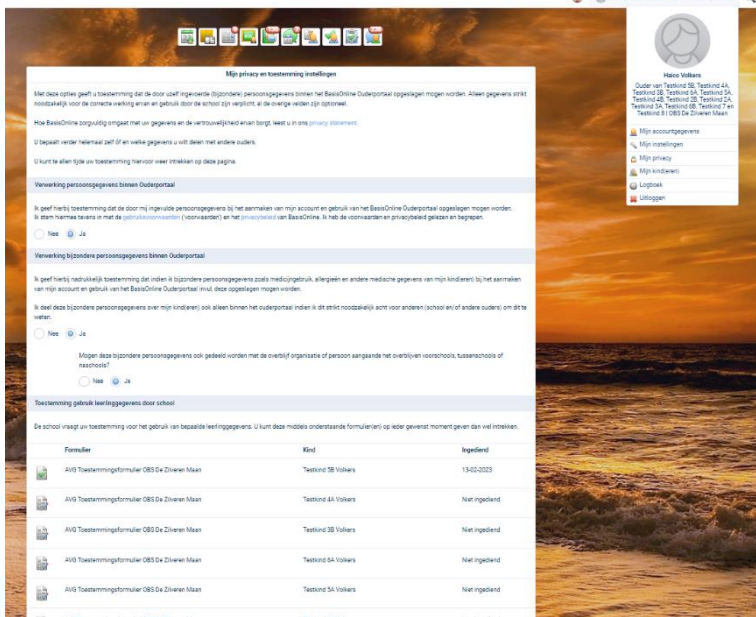 Mijn privacy en toestemming instellingen
Met deze opties geeft u toestemming dat de door uzelf ingevoerde (bijzondere) persoonsgegevens binnen het BasisOnline Ouderportaal opgeslagen mogen worden. Alleen gegevens strikt
noodzakelijk voor de correcte werking ervan en gebruik door de school zijn verplicht, al de overige velden zijn optioneel.
Hoe BasisOnline zorgvuldig omgaat met uw gegevens en de vertrouwelijkheid ervan borgt, leest u in ons privacy statement.
U bepaalt verder helemaal zelf óf en welke gegevens u wilt delen met andere ouders.
U kunt te allen tijde uw toestemming hiervoor weer intrekken op deze pagina.
Verwerking persoonsgegevens binnen Ouderportaal
Ik geef hierbij toestemming dat de door mij ingevulde persoonsgegevens bij het aanmaken van mijn account en gebruik van het BasisOnline Ouderportaal opgeslagen mogen worden.
Ik stem hiermee tevens in met de gebruiksvoorwaarden (voorwaarden) en het privacybeleid van BasisOnline. Ik heb de voorwaarden en privacybeleid gelezen en begrepen.
Nee Ja
Verwerking bijzondere persoonsgegevens binnen Ouderportaal
Ik geef hierbij nadrukkelijk toestemming dat indien ik bijzondere persoonsgegevens zoals medicijngebruik, allergieën en andere medische gegevens van mijn kind(eren) bij het aanmaken
van mijn account en gebruik van het BasisOnline Ouderportaal invul, deze opgeslagen mogen worden.
Ik deel deze bijzondere persoonsgegevens over mijn kind(eren) ook alleen binnen het ouderportaal indien ik dit strikt noodzakelijk acht voor anderen (school en/of andere ouders) om dit te
weten.
Nee Ja
Mogen deze bijzondere persoonsgegevens ook gedeeld worden met de overblijf organisatie of persoon aangaande het overblijven voorschools, tussenschools of
naschools?
Nee Ja
Toestemming gebruik leerlinggegevens door school
De school vraagt uw toestemming voor het gebruik van bepaalde leerlinggegevens. U kunt deze middels onderstaande formulier(en) op ieder gewenst moment geven dan wel intrekken.
Formulier Kind Ingediend
AVG Toestemmingsformulier OBS De Zilveren Maan Testkind 5B Volkers 13-02-2023
AVG Toestemmingsformulier OBS De Zilveren Maan Testkind 4A Volkers Niet ingediend
AVG Toestemmingsformulier OBS De Zilveren Maan Testkind 3B Volkers Niet ingediend
AVG Toestemmingsformulier OBS De Zilveren Maan Testkind 6A Volkers Niet ingediend
AVG Toestemmingsformulier OBS De Zilveren Maan Testkind 5A Volkers Niet ingediend
Haico Volkers
Ouder van Testkind 5B, Testkind 4A,
Testkind 3B, Testkind 6A, Testkind 5A,
Testkind 4B, Testkind 2B, Testkind 2A,
Testkind 3A, Testkind 6B, Testkind 7 en
Testkind 8 | OBS De Zilveren Maan
Mijn accountgegevens
Mijn instellingen
Mijn privacy
Mijn kind(eren)
Logboek
Uitloggen